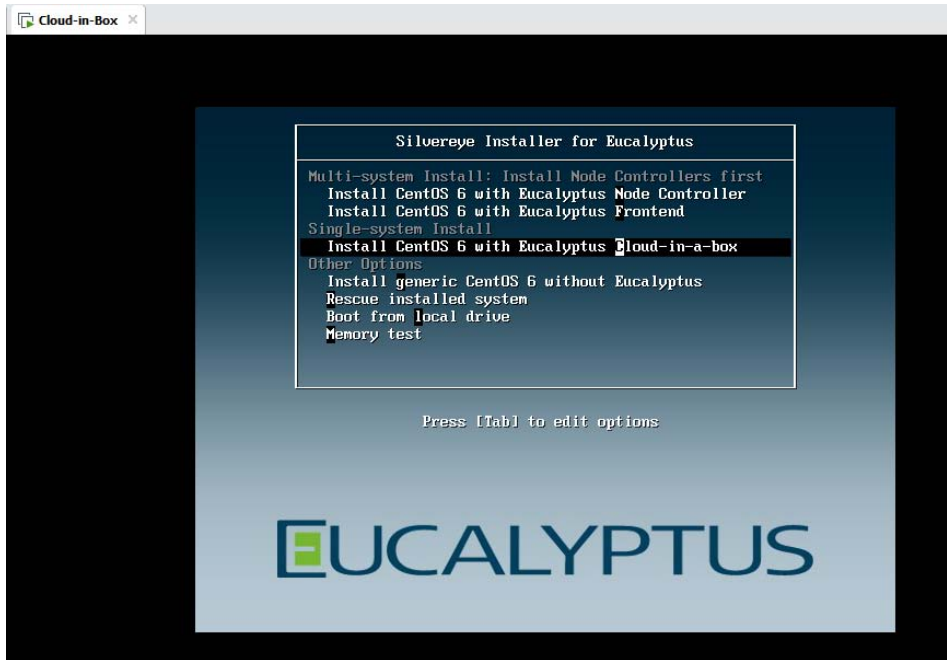 Cloud-in-Box
Silvereye Installer for Eucalyptus
Multi-system Install: Install Node Controllers first
Install CentOS 6 with Eucalyptus Node Controller
Install CentOS 6 with Eucalyptus Frontend
Single-system Install
Install CentOS 6 with Eucalyptus Cloud-in-a-box
Other Options
Install generic CentOS 6 without Eucalyptus
Rescue installed system
Boot from local drive
Memory test
Press [Tab] to edit options
EUCALYPTUS